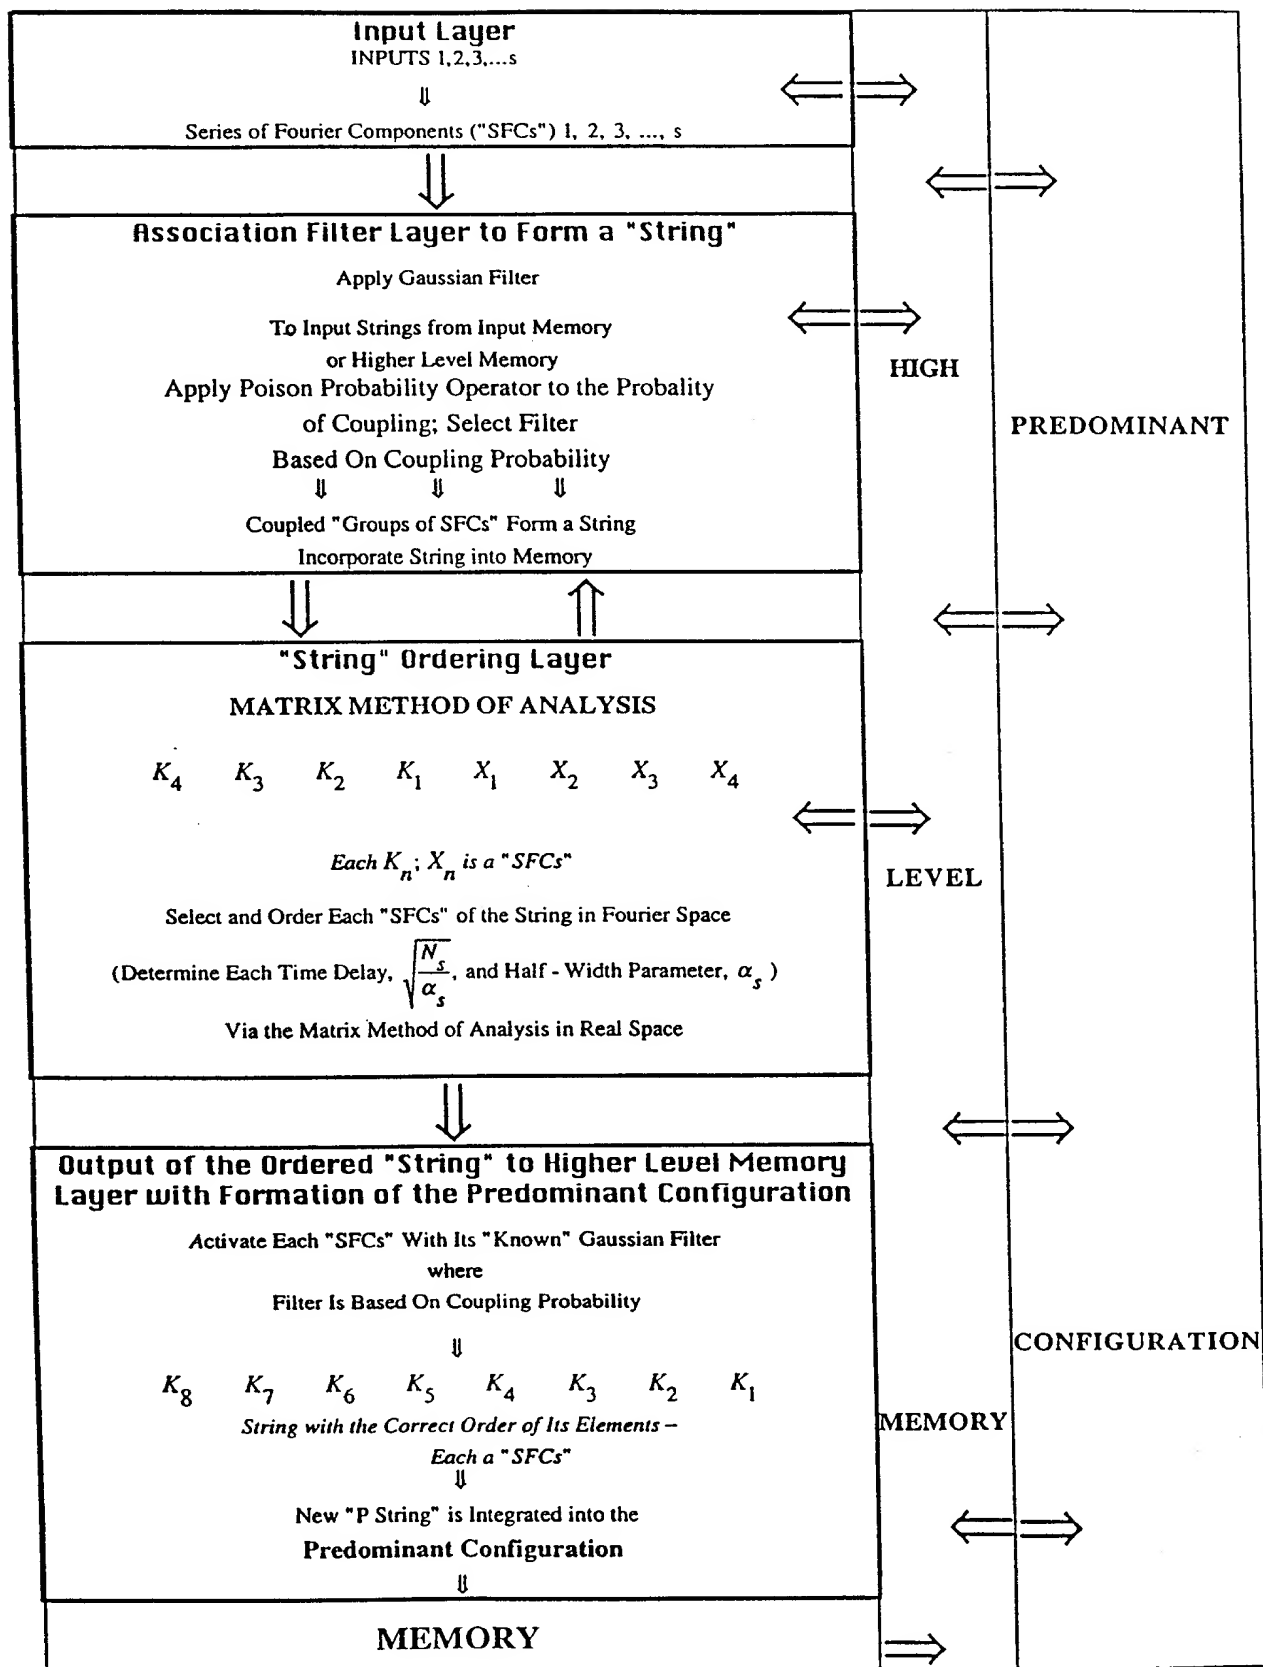 Input Layer
INPUTS 1,2,3,...s
⇓
Series of Fourier Components ("SFCs") 1, 2, 3, ..., s
Association Filter Layer to Form a "String"
Apply Gaussian Filter
To Input Strings from Input Memory
or Higher Level Memory
Apply Poison Probability Operator to the Probality
of Coupling; Select Filter
Based On Coupling Probability
⇓ ⇓ ⇓
Coupled "Groups of SFCs" Form a String
Incorporate String into Memory
"String" Ordering Layer
MATRIX METHOD OF ANALYSIS
K4 K3 K2 K1 X1 X2 X3 X4
Each Kn; Xn is a "SFCs"
Select and Order Each "SFCs" of the String in Fourier Space
(Determine Each Time Delay, √(Ns/αs), and Half - Width Parameter, αs )
Via the Matrix Method of Analysis in Real Space
Output of the Ordered "String" to Higher Level Memory
Layer with Formation of the Predominant Configuration
Activate Each "SFCs" With Its "Known" Gaussian Filter
where
Filter Is Based On Coupling Probability
⇓
K8 K7 K6 K5 K4 K3 K2 K1
String with the Correct Order of Its Elements –
Each a "SFCs"
⇓
New "P String" is Integrated into the
Predominant Configuration
⇓
MEMORY
HIGH
LEVEL
MEMORY
PREDOMINANT
CONFIGURATION